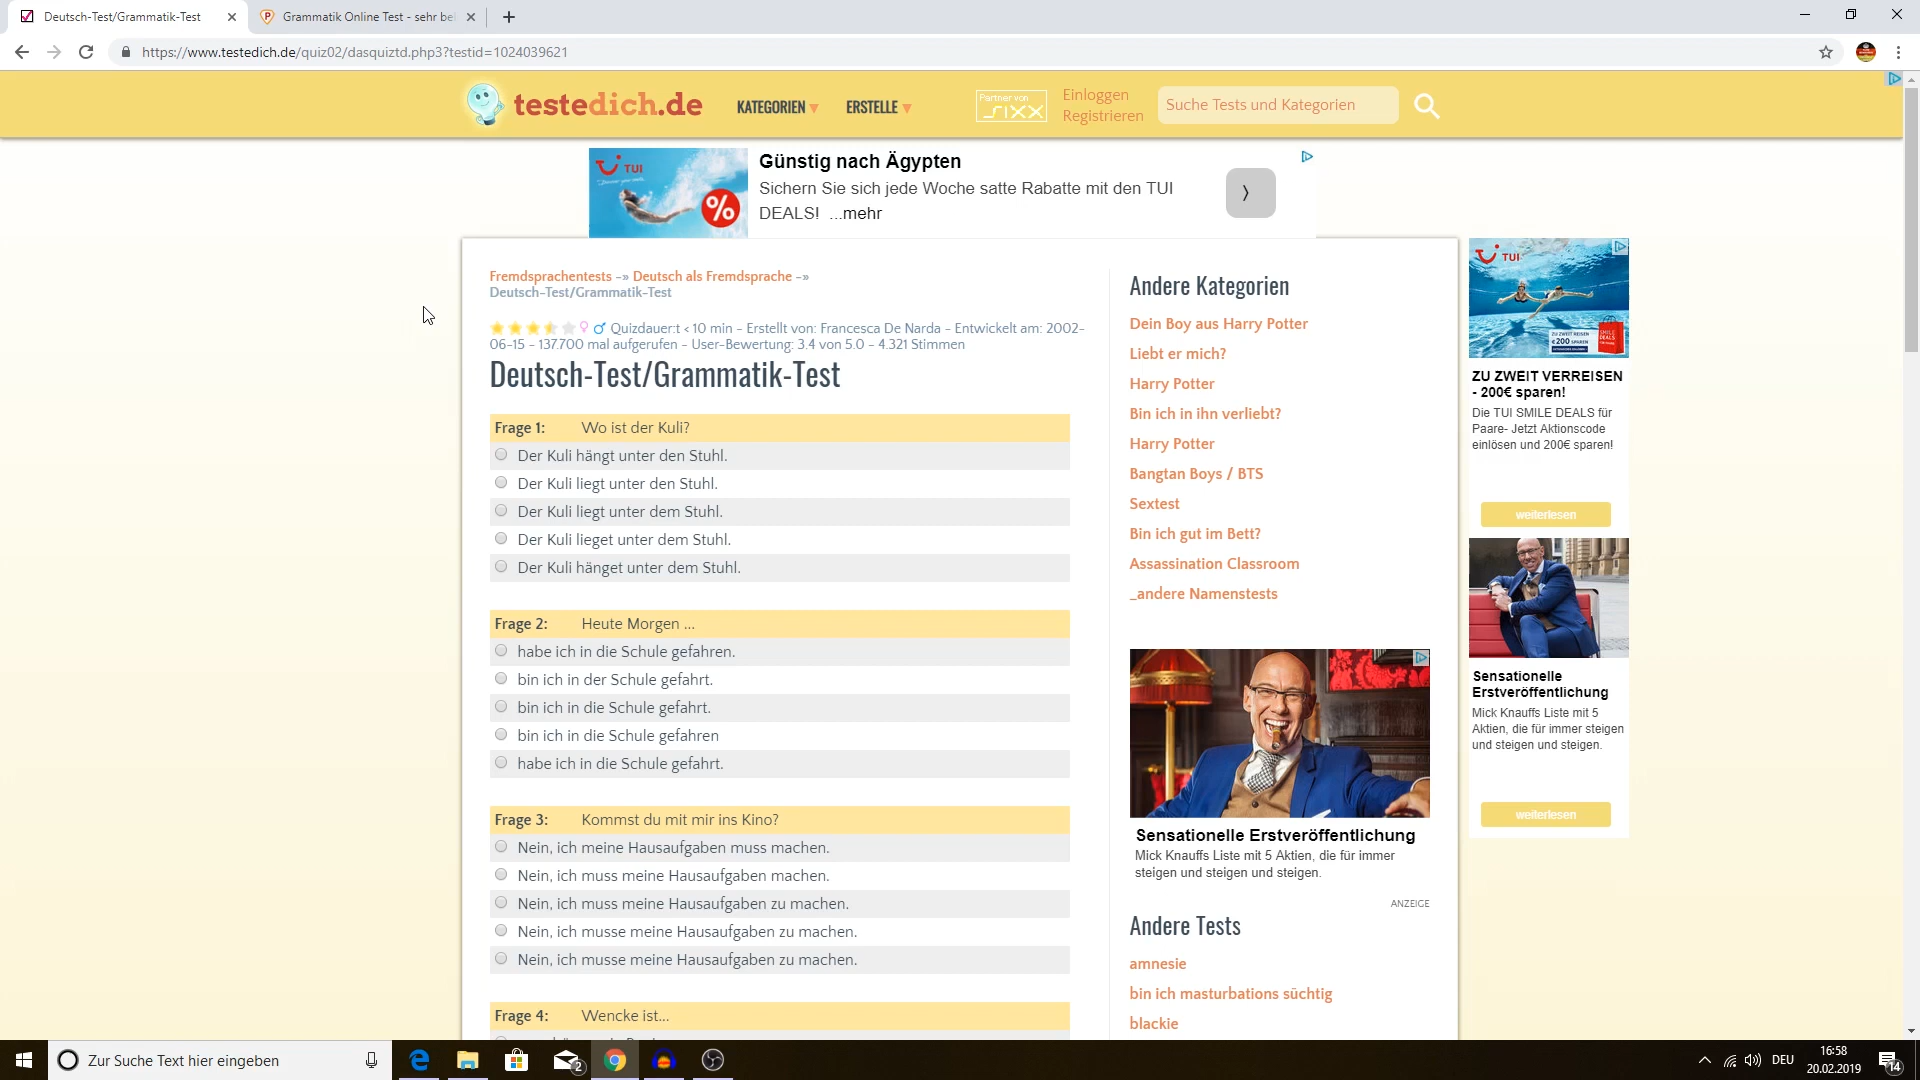 Deutsch-Test/Grammatik-Test
Grammatik Online Test - sehr be
https://www.testedich.de/quiz02/dasquiztd.php3?testid=1024039621
testedich.de
KATEGORIEN
ERSTELLE
Partner von
sixx
Einloggen
Registrieren
Suche Tests und Kategorien
TUI
%
Günstig nach Ägypten
Sichern Sie sich jede Woche satte Rabatte mit den TUI
DEALS! ...mehr
Fremdsprachentests -» Deutsch als Fremdsprache -»
Deutsch-Test/Grammatik-Test
Quizdauer:t < 10 min - Erstellt von: Francesca De Narda - Entwickelt am: 2002-
06-15 - 137.700 mal aufgerufen - User-Bewertung: 3.4 von 5.0 - 4.321 Stimmen
Deutsch-Test/Grammatik-Test
Frage 1: Wo ist der Kuli?
Der Kuli hängt unter den Stuhl.
Der Kuli liegt unter den Stuhl.
Der Kuli liegt unter dem Stuhl.
Der Kuli lieget unter dem Stuhl.
Der Kuli hänget unter dem Stuhl.
Frage 2: Heute Morgen ...
habe ich in die Schule gefahren.
bin ich in der Schule gefahrt.
bin ich in die Schule gefahrt.
bin ich in die Schule gefahren
habe ich in die Schule gefahrt.
Frage 3: Kommst du mit mir ins Kino?
Nein, ich meine Hausaufgaben muss machen.
Nein, ich muss meine Hausaufgaben machen.
Nein, ich muss meine Hausaufgaben zu machen.
Nein, ich musse meine Hausaufgaben zu machen.
Nein, ich musse meine Hausaufgaben zu machen.
Frage 4: Wencke ist...
Andere Kategorien
Dein Boy aus Harry Potter
Liebt er mich?
Harry Potter
Bin ich in ihn verliebt?
Harry Potter
Bangtan Boys / BTS
Sextest
Bin ich gut im Bett?
Assassination Classroom
_andere Namenstests
Sensationelle Erstveröffentlichung
Mick Knauffs Liste mit 5 Aktien, die für immer
steigen und steigen und steigen.
ANZEIGE
Andere Tests
amnesie
bin ich masturbations süchtig
blackie
TUI
ZU ZWEIT REISEN
€200 SPAREN
ZU ZWEIT VERREISEN
- 200€ sparen!
Die TUI SMILE DEALS für
Paare- Jetzt Aktionscode
einlösen und 200€ sparen!
weiterlesen
Sensationelle
Erstveröffentlichung
Mick Knauffs Liste mit 5
Aktien, die für immer steigen
und steigen und steigen.
weiterlesen
Zur Suche Text hier eingeben
2
DEU
16:58
20.02.2019
14